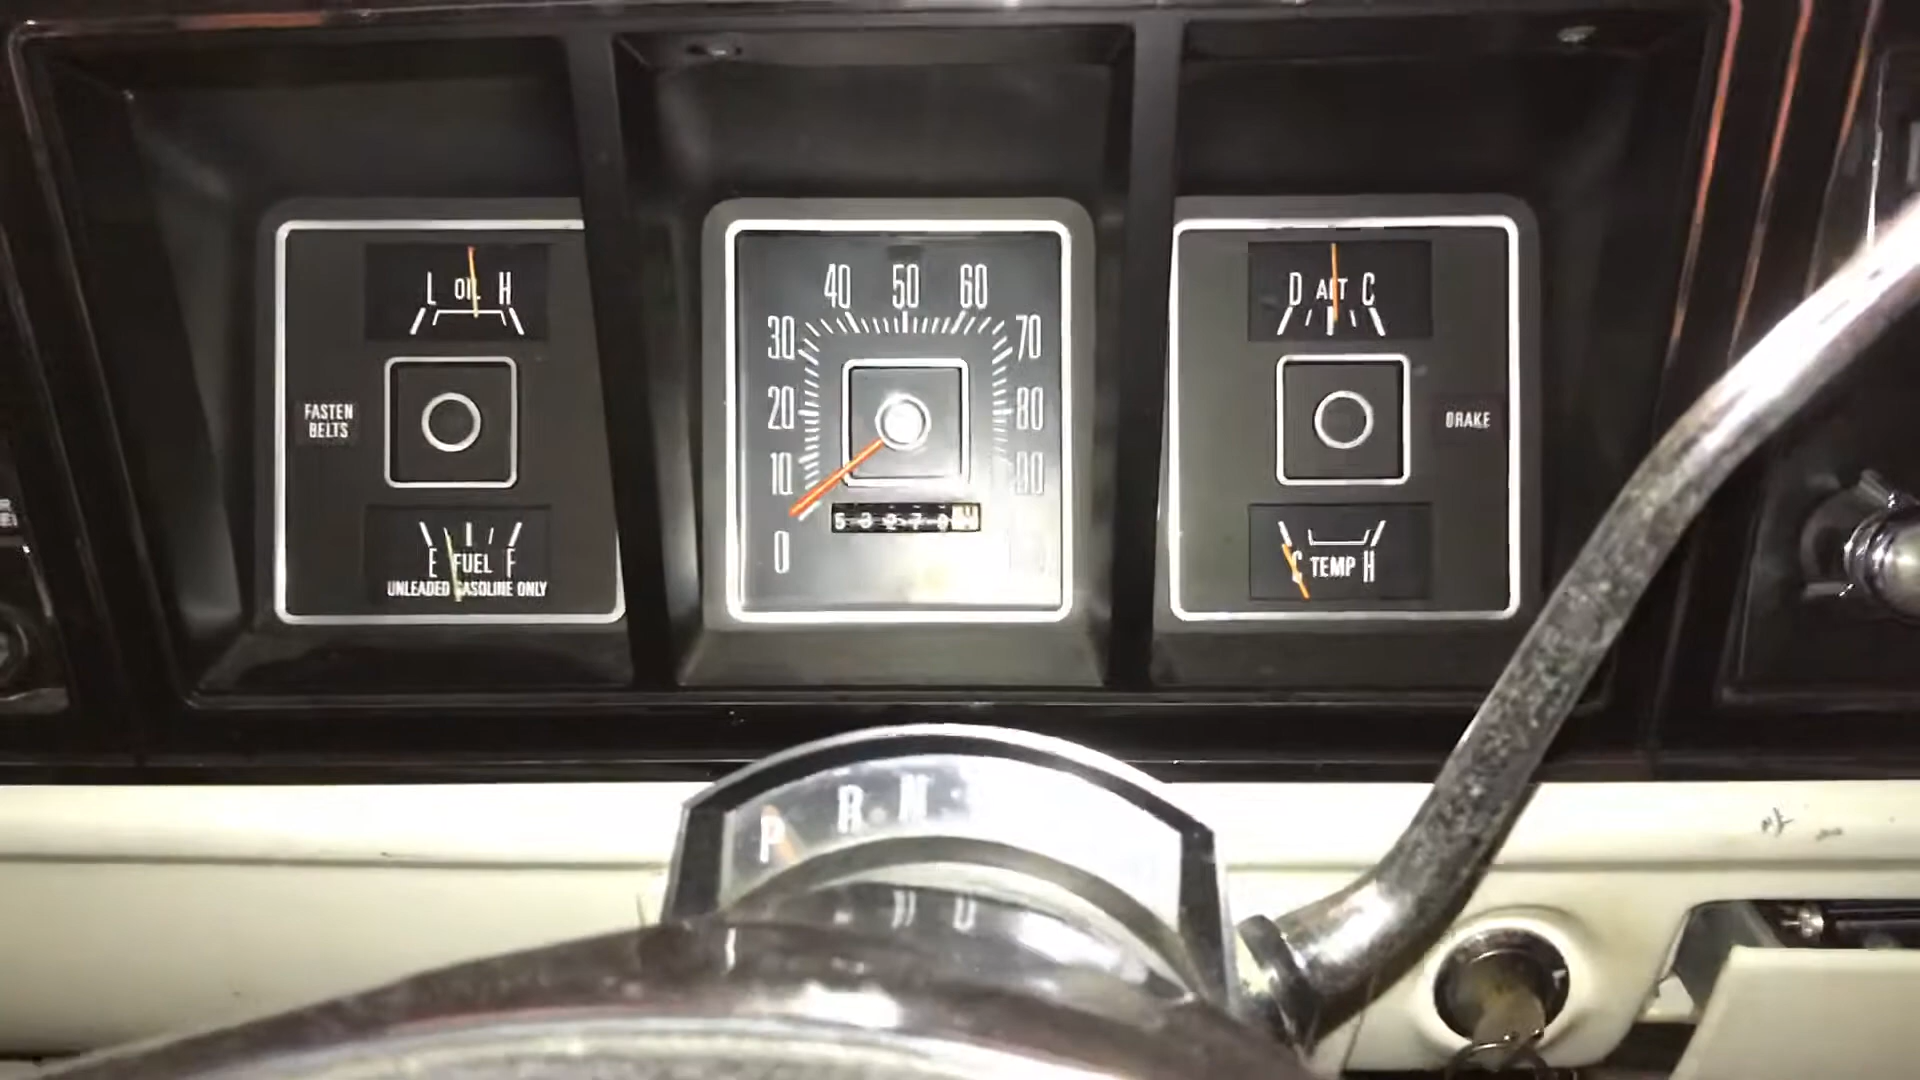 L OIL H
FASTEN
BELTS
E FUEL F
UNLEADED GASOLINE ONLY
40 50 60
30 70
20 80
10 90
0
D ALT C
BRAKE
C TEMP H
P R N